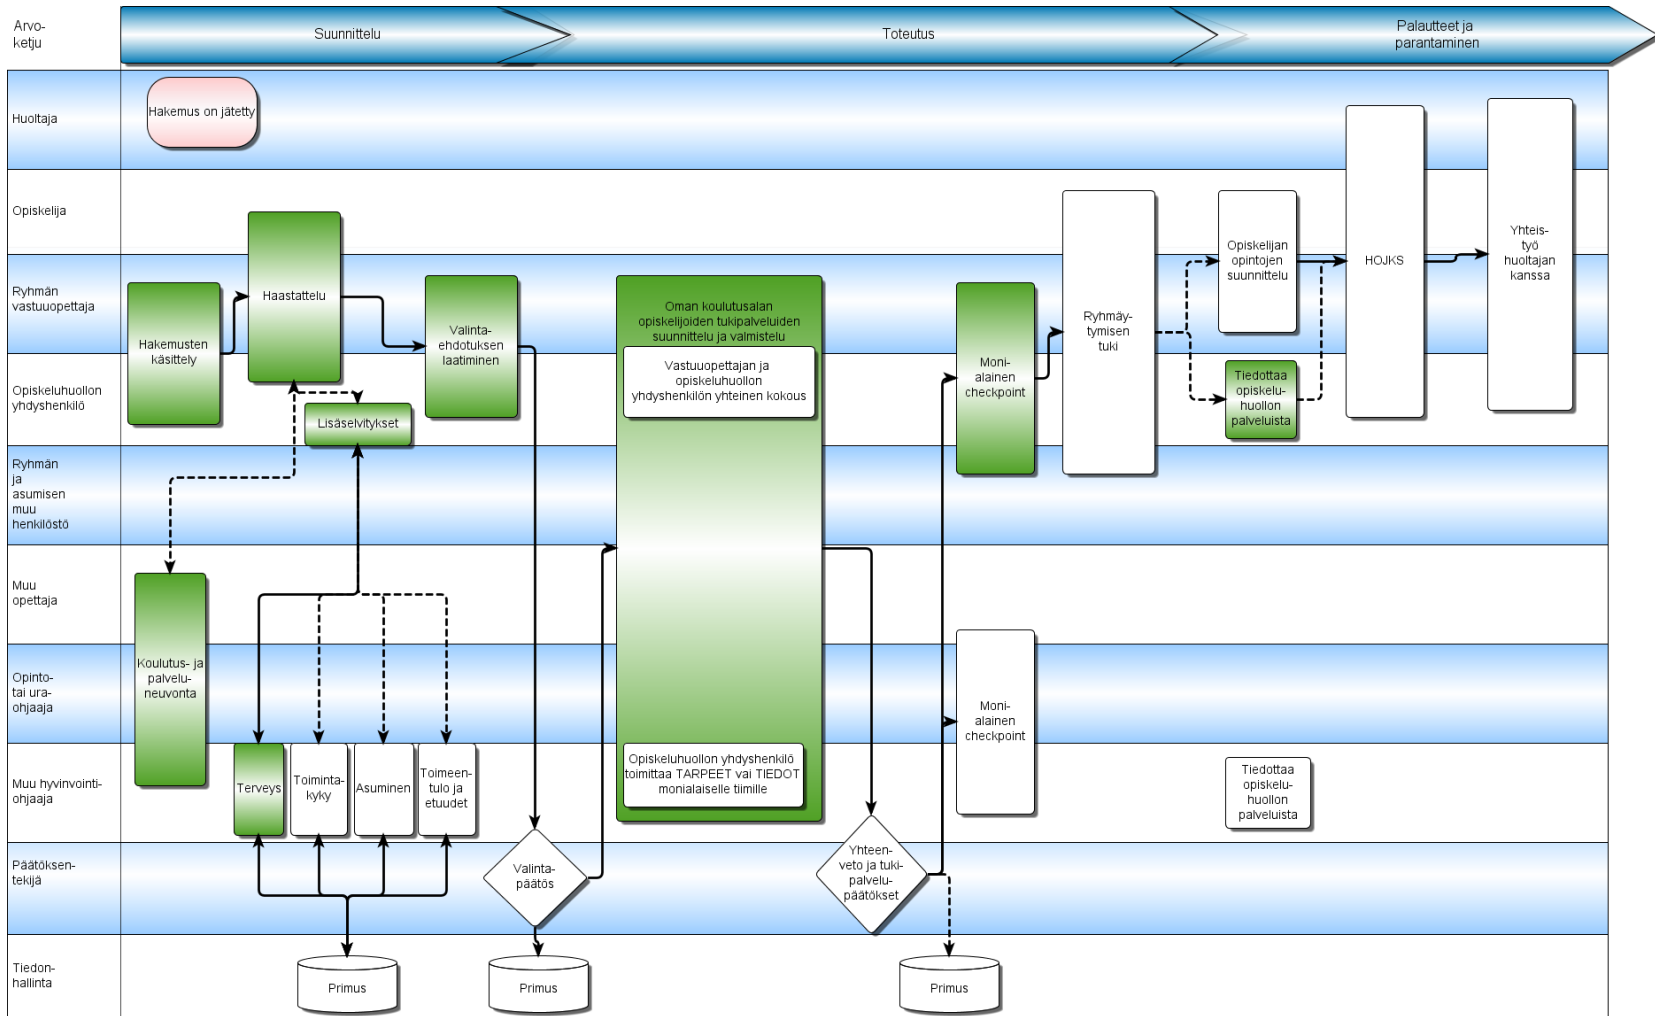 Arvo-
ketju
Suunnittelu
Toteutus
Palautteet ja
parantaminen
Huoltaja
Hakemus on jätetty
Opiskelija
Ryhmän
vastuuopettaja
Opiskeluhuollon
yhdyshenkilö
Ryhmän
ja
asumisen
muu
henkilöstö
Muu
opettaja
Opinto-
tai ura-
ohjaaja
Muu hyvinvointi-
ohjaaja
Päätöksen-
tekijä
Tiedon-
hallinta
Hakemusten
käsittely
Haastattelu
Lisäselvitykset
Valinta-
ehdotuksen
laatiminen
Koulutus- ja
palvelu-
neuvonta
Terveys
Toiminta-
kyky
Asuminen
Toimeen-
tulo ja
etuudet
Primus
Valinta-
päätös
Primus
Oman koulutusalan
opiskelijoiden tukipalveluiden
suunnittelu ja valmistelu
Vastuuopettajan ja
opiskeluhuollon
yhdyshenkilön yhteinen kokous
Opiskeluhuollon yhdyshenkilö
toimittaa TARPEET vai TIEDOT
monialaiselle tiimille
Yhteen-
veto ja tuki-
palvelu-
päätökset
Primus
Moni-
alainen
checkpoint
Moni-
alainen
checkpoint
Ryhmäy-
tymisen
tuki
Opiskelijan
opintojen
suunnittelu
Tiedottaa
opiskelu-
huollon
palveluista
Tiedottaa
opiskelu-
huollon
palveluista
HOJKS
Yhteis-
työ
huoltajan
kanssa